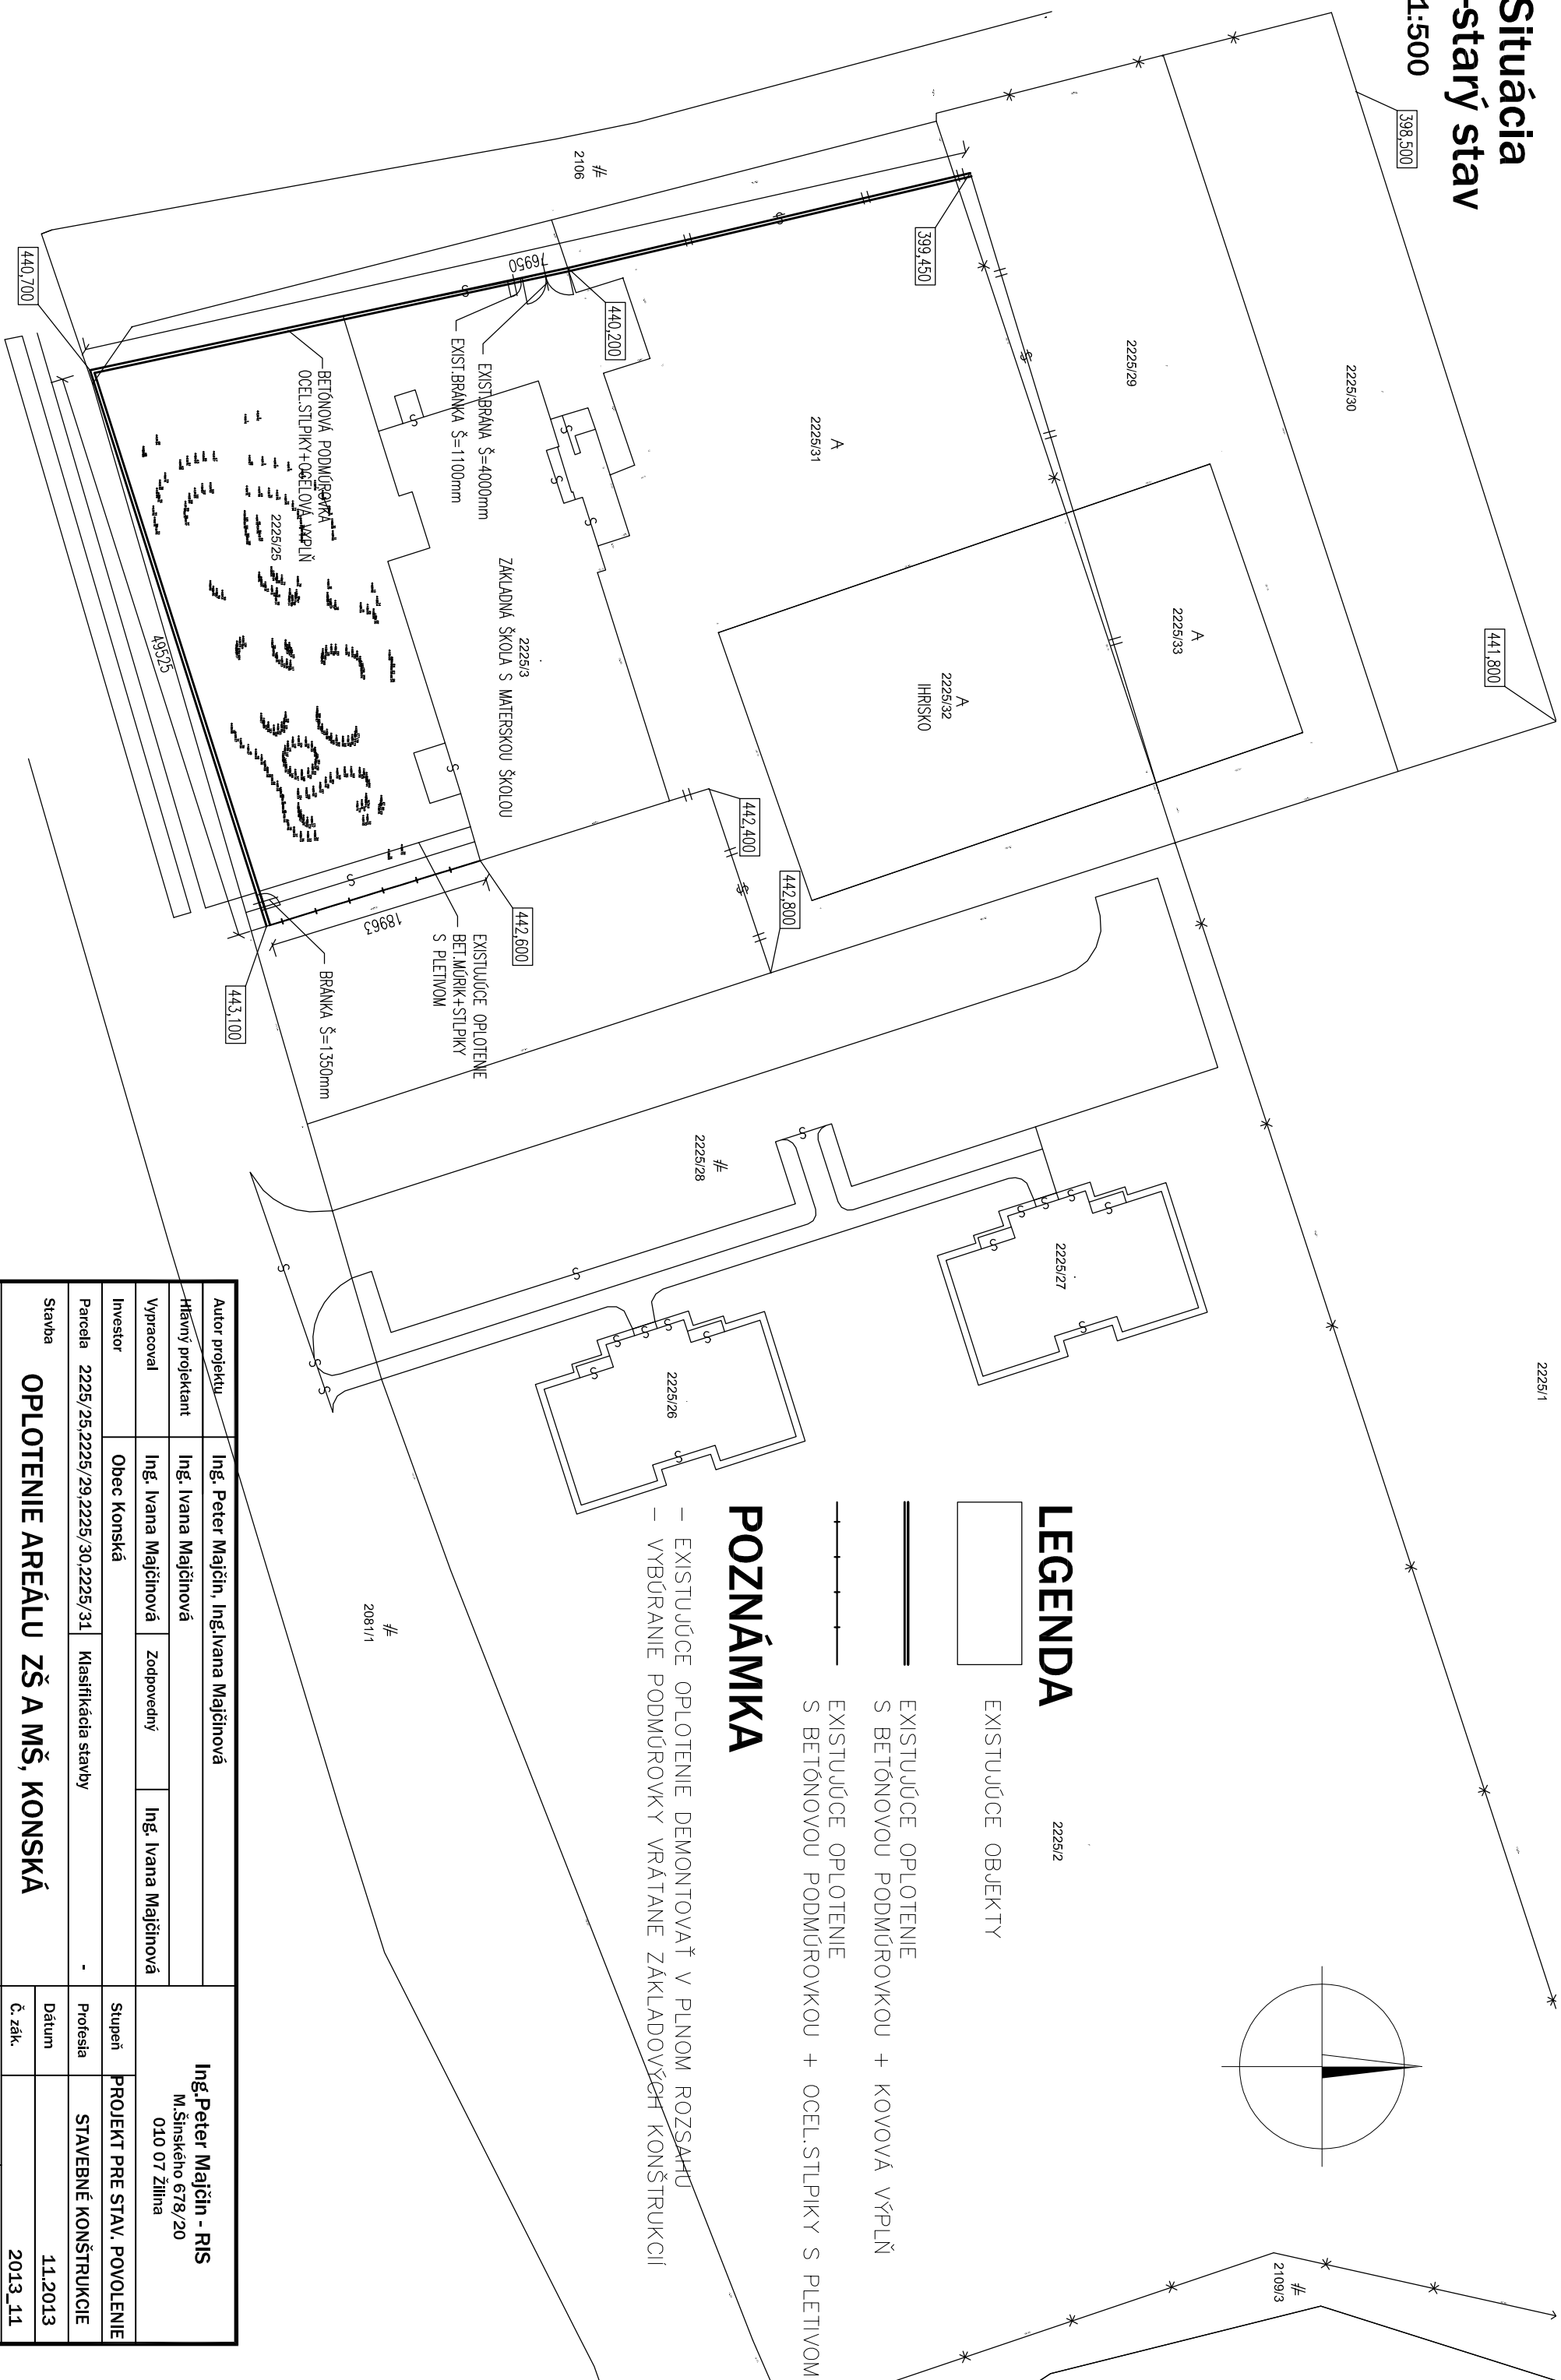 Situácia
-starý stav
1:500
398,500
441,800
2225/30
2225/29
A
2225/33
399,450
A
2225/31
A
2225/32
IHRISKO
2106
76950
440,200
440,700
EXIST.BRÁNA Š=4000mm
EXIST.BRÁNKA Š=1100mm
BETÓNOVÁ PODMÚROVKA
OCEL.STLPIKY+OCELOVÁ VÝPLŇ
2225/25
2225/3
ZÁKLADNÁ ŠKOLA S MATERSKOU ŠKOLOU
49525
442,400
442,800
442,600
18963
443,100
EXISTUJÚCE OPLOTENIE
BET.MÚRIK+STLPIKY
S PLETIVOM
BRÁNKA Š=1350mm
2225/28
2225/27
2225/26
2225/1
2225/2
2081/1
2109/3
LEGENDA
EXISTUJÚCE OBJEKTY
EXISTUJÚCE OPLOTENIE
S BETÓNOVOU PODMÚROVKOU + KOVOVÁ VÝPLŇ
EXISTUJÚCE OPLOTENIE
S BETÓNOVOU PODMÚROVKOU + OCEL.STLPIKY S PLETIVOM
POZNÁMKA
– EXISTUJÚCE OPLOTENIE DEMONTOVAŤ V PLNOM ROZSAHU
– VYBÚRANIE PODMÚROVKY VRÁTANE ZÁKLADOVÝCH KONŠTRUKCIÍ
Autor projektu Ing. Peter Majčin, Ing.Ivana Majčinová
Hlavný projektant Ing. Ivana Majčinová
Vypracoval Ing. Ivana Majčinová Zodpovedný Ing. Ivana Majčinová
Investor Obec Konská
Parcela 2225/25,2225/29,2225/30,2225/31 Klasifikácia stavby -
Stavba
OPLOTENIE AREÁLU ZŠ A MŠ, KONSKÁ
Ing.Peter Majčin - RIS
M.Šinského 678/20
010 07 Žilina
Stupeň PROJEKT PRE STAV. POVOLENIE
Profesia STAVEBNÉ KONŠTRUKCIE
Dátum 11.2013
Č. zák. 2013_11